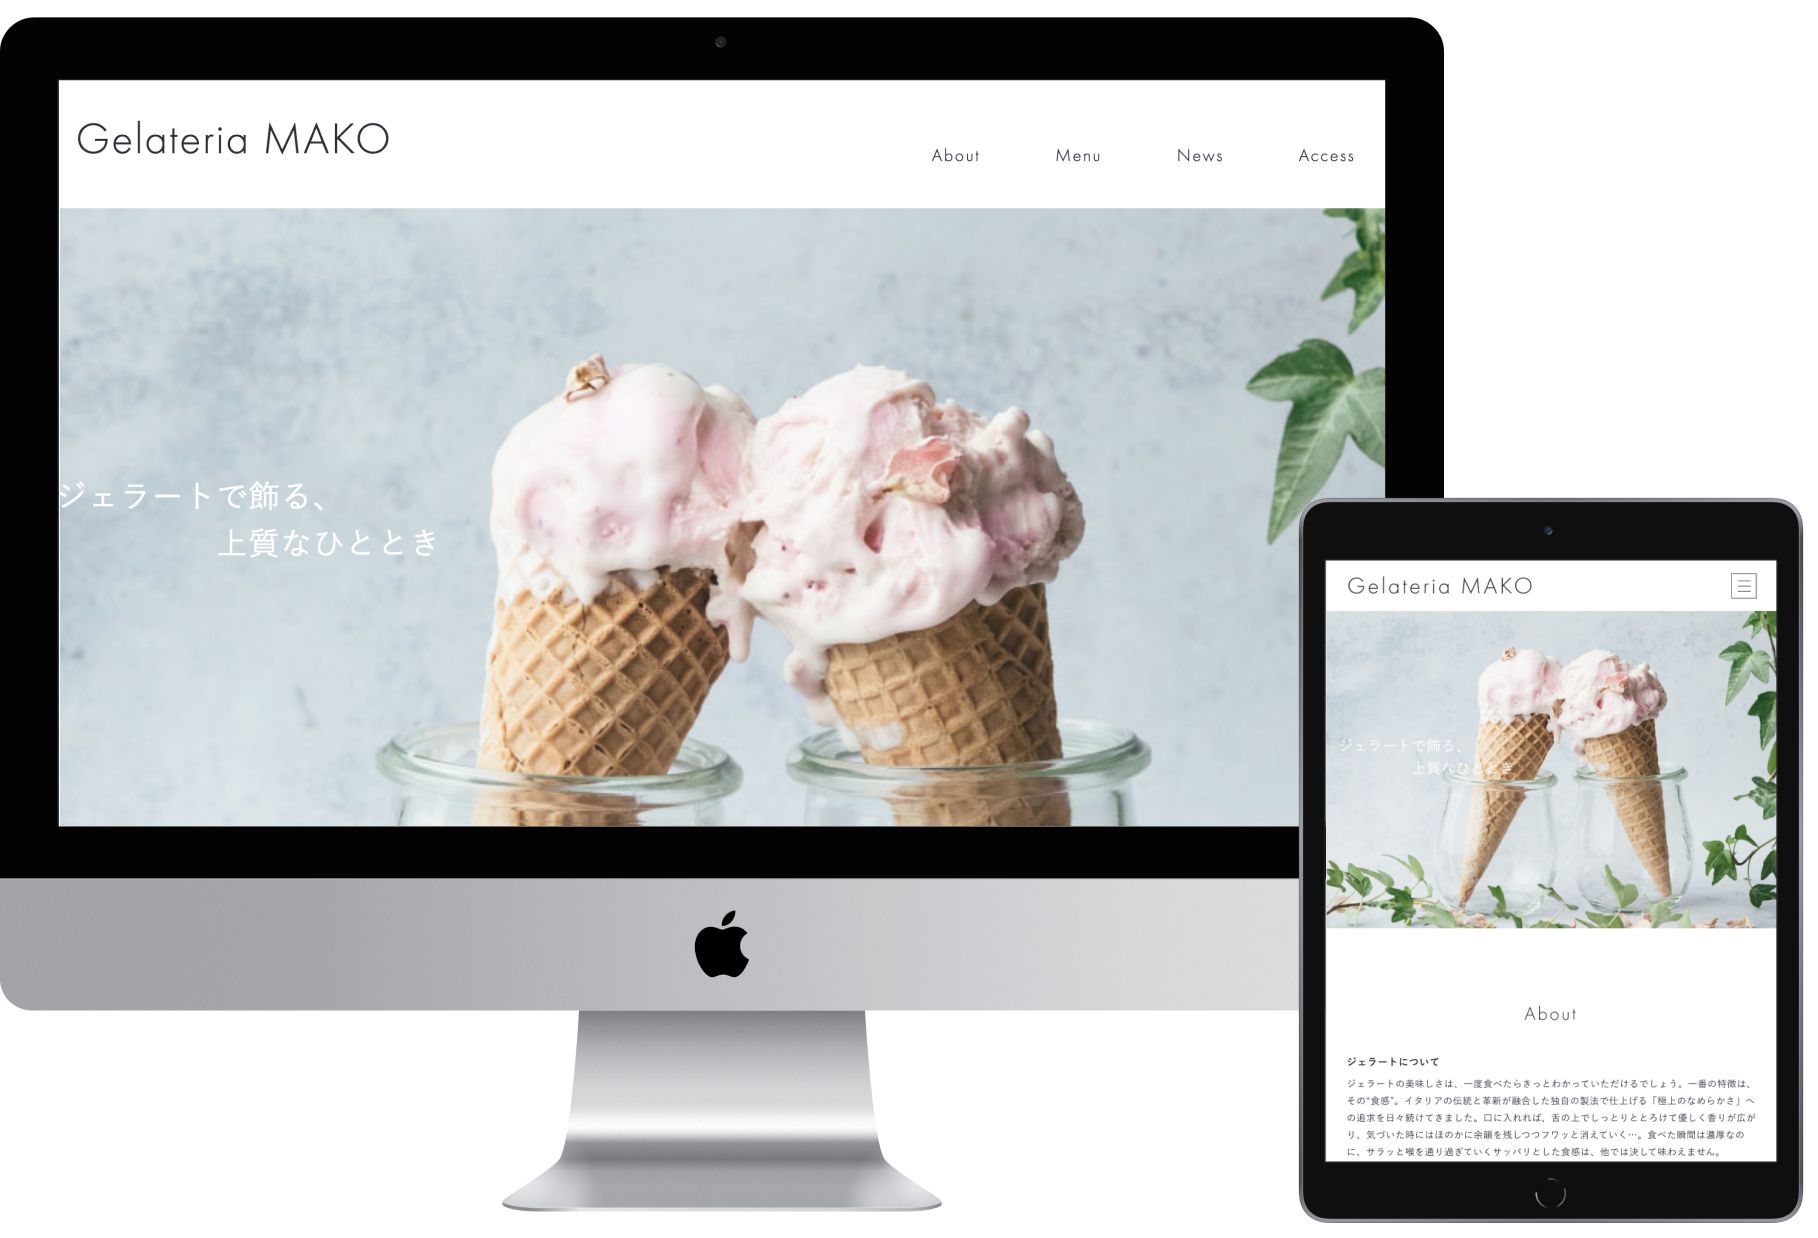 Gelateria MAKO
About Menu News Access
ジェラートで飾る、
上質なひととき
Gelateria MAKO
ジェラートで飾る、
上質なひととき
About
ジェラートについて
ジェラートの美味しさは、一度食べたらきっとわかっていただけるでしょう。一番の特徴は、
その“食感”。イタリアの伝統と革新が融合した独自の製法で仕上げる「極上のなめらかさ」へ
の追求を日々続けてきました。口に入れれば、舌の上でしっとりととろけて優しく香りが広が
り、気づいた時にはほのかに余韻を残しつつフワッと消えていく…。食べた瞬間は濃厚なの
に、サラッと喉を通り過ぎていくサッパリとした食感は、他では決して味わえません。